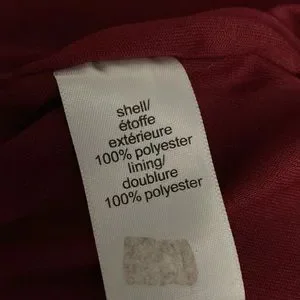 shell/
étoffe
extérieure
100% polyester
lining/
doublure
100% polyester